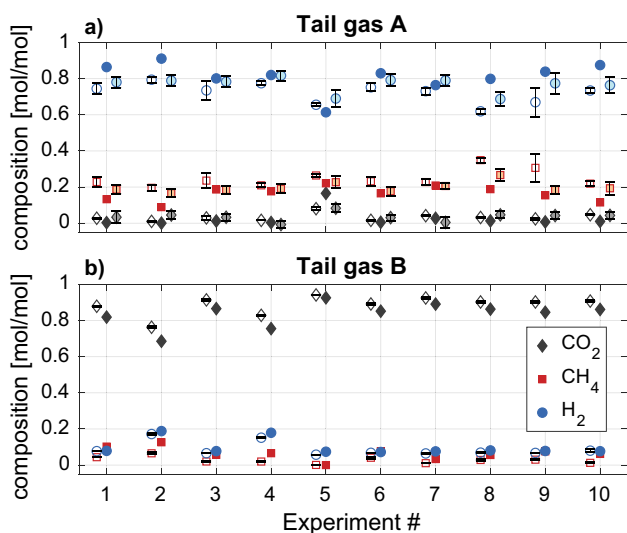 a) Tail gas A
composition [mol/mol]
1
0.8
0.6
0.4
0.2
0
b) Tail gas B
composition [mol/mol]
1
0.8
0.6
0.4
0.2
0
CO2
CH4
H2
1 2 3 4 5 6 7 8 9 10
Experiment #